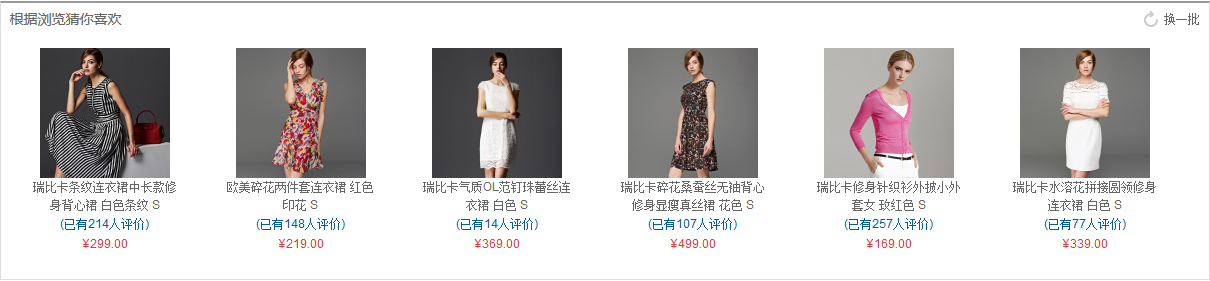 根据浏览猜你喜欢
换一批
瑞比卡条纹连衣裙中长款修
身背心裙 白色条纹 S
(已有214人评价)
¥299.00
欧美碎花两件套连衣裙 红色
印花 S
(已有148人评价)
¥219.00
瑞比卡气质OL范钉珠蕾丝连
衣裙 白色 S
(已有14人评价)
¥369.00
瑞比卡碎花桑蚕丝无袖背心
修身显瘦真丝裙 花色 S
(已有107人评价)
¥499.00
瑞比卡修身针织衫外披小外
套女 玫红色 S
(已有257人评价)
¥169.00
瑞比卡水溶花拼接圆领修身
连衣裙 白色 S
(已有77人评价)
¥339.00